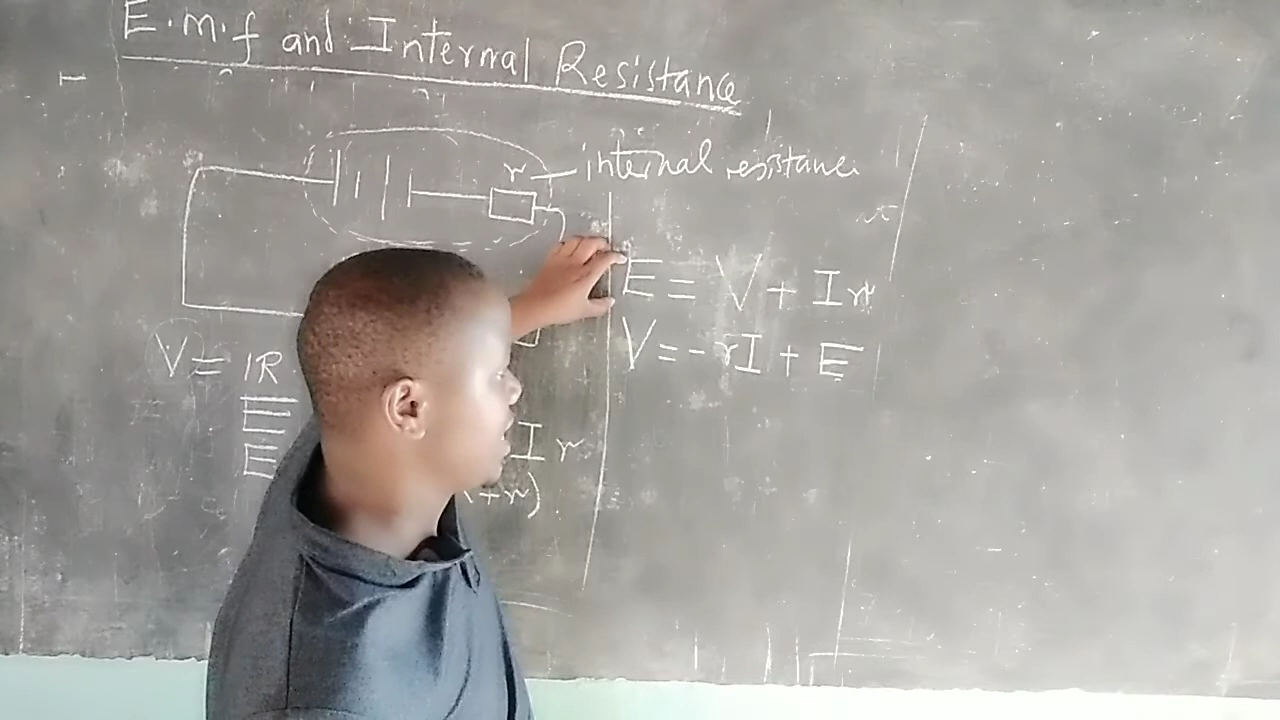 E.m.f and Internal Resistance
r internal resistance
V = IR
E
E
I r
+r)
E = V + Ir
V = - rI + E